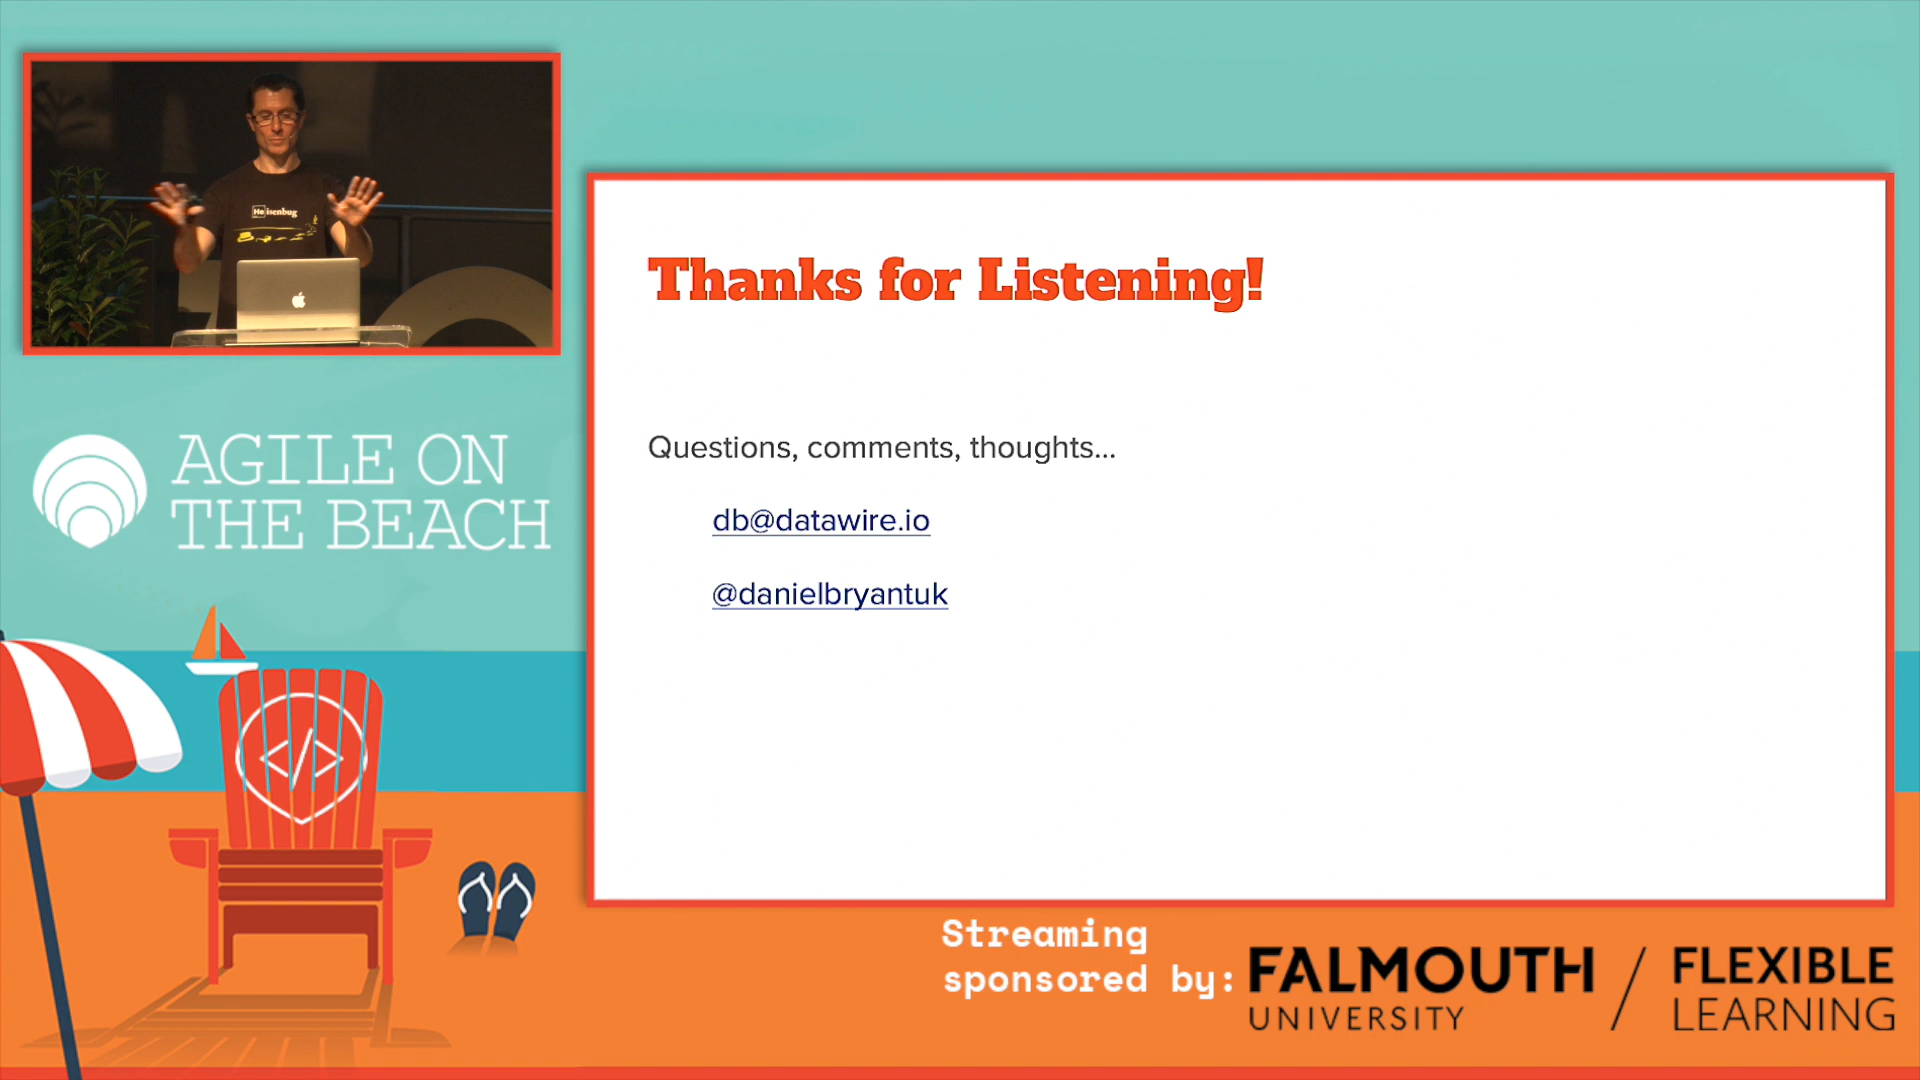 Heisenbug
AGILE ON
THE BEACH
</>
Thanks for Listening!
Questions, comments, thoughts...
db@datawire.io
@danielbryantuk
Streaming
sponsored by:
FALMOUTH
UNIVERSITY
/
FLEXIBLE
LEARNING